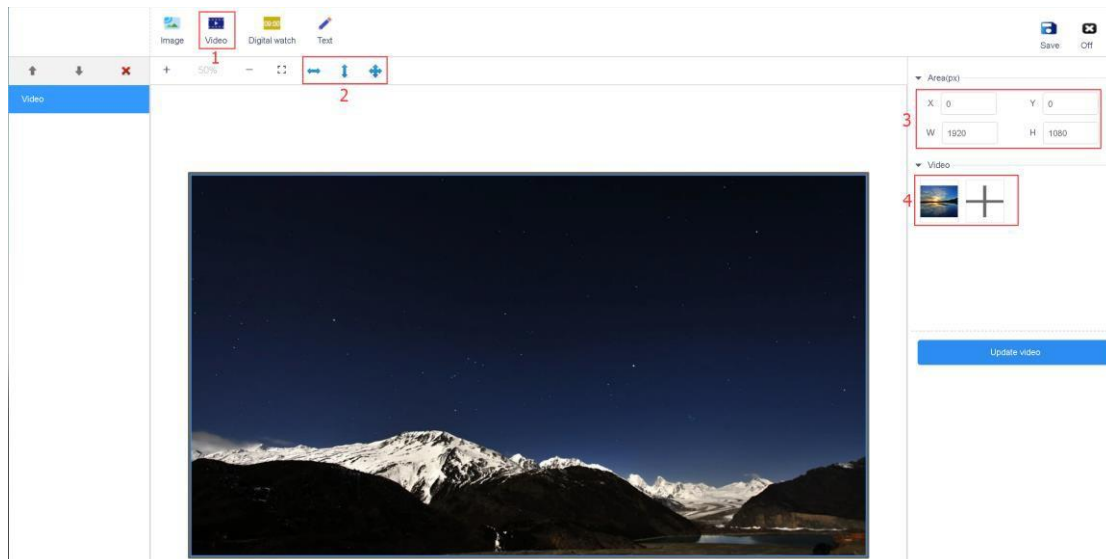 Image Video Digital watch Text
Save Off
1
+ 50% −
2
Area(px)
Video
X 0 Y 0
3
W 1920 H 1080
Video
4
Update video